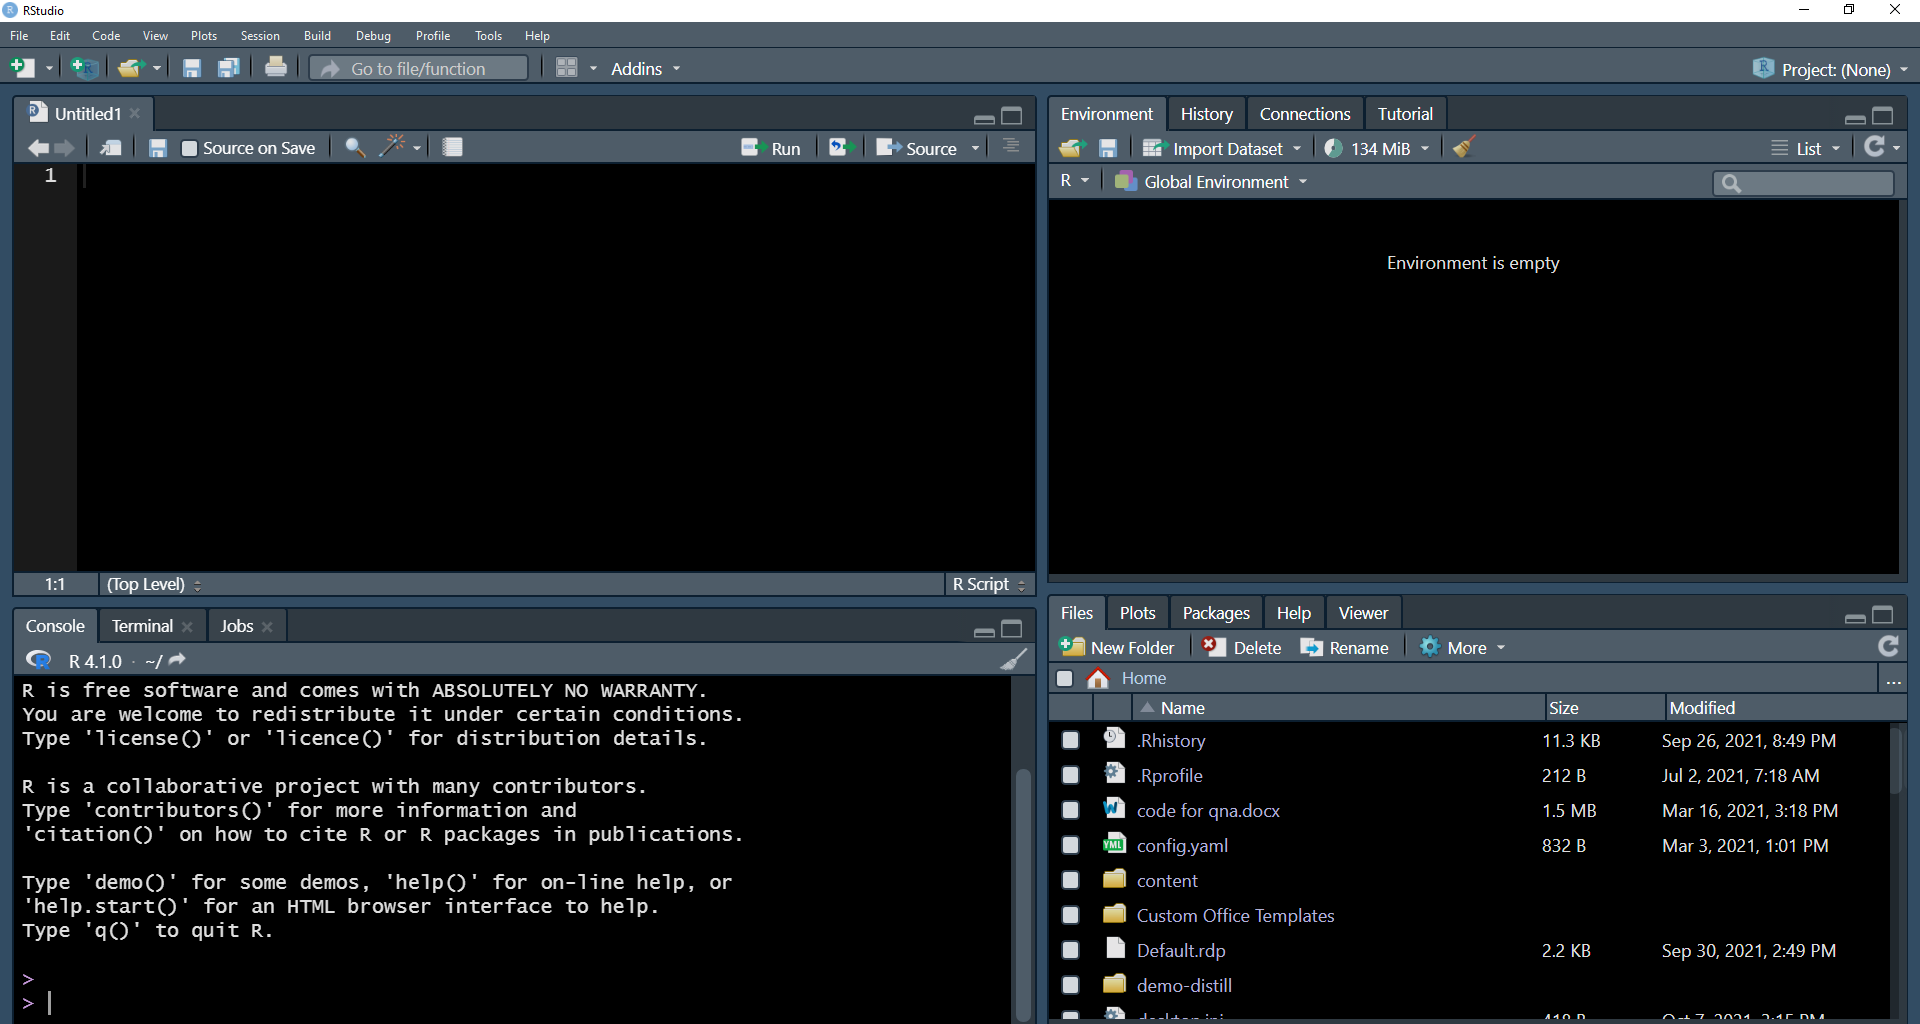 RStudio
File Edit Code View Plots Session Build Debug Profile Tools Help
Go to file/function Addins Project: (None)
Untitled1
Source on Save Run Source
1
1:1 (Top Level) R Script
Console Terminal Jobs
R 4.1.0 · ~/
R is free software and comes with ABSOLUTELY NO WARRANTY.
You are welcome to redistribute it under certain conditions.
Type 'license()' or 'licence()' for distribution details.
R is a collaborative project with many contributors.
Type 'contributors()' for more information and
'citation()' on how to cite R or R packages in publications.
Type 'demo()' for some demos, 'help()' for on-line help, or
'help.start()' for an HTML browser interface to help.
Type 'q()' to quit R.
>
>
Environment History Connections Tutorial
Import Dataset 134 MiB List
R Global Environment
Environment is empty
Files Plots Packages Help Viewer
New Folder Delete Rename More
Home ...
Name Size Modified
.Rhistory 11.3 KB Sep 26, 2021, 8:49 PM
.Rprofile 212 B Jul 2, 2021, 7:18 AM
code for qna.docx 1.5 MB Mar 16, 2021, 3:18 PM
config.yaml 832 B Mar 3, 2021, 1:01 PM
content
Custom Office Templates
Default.rdp 2.2 KB Sep 30, 2021, 2:49 PM
demo-distill